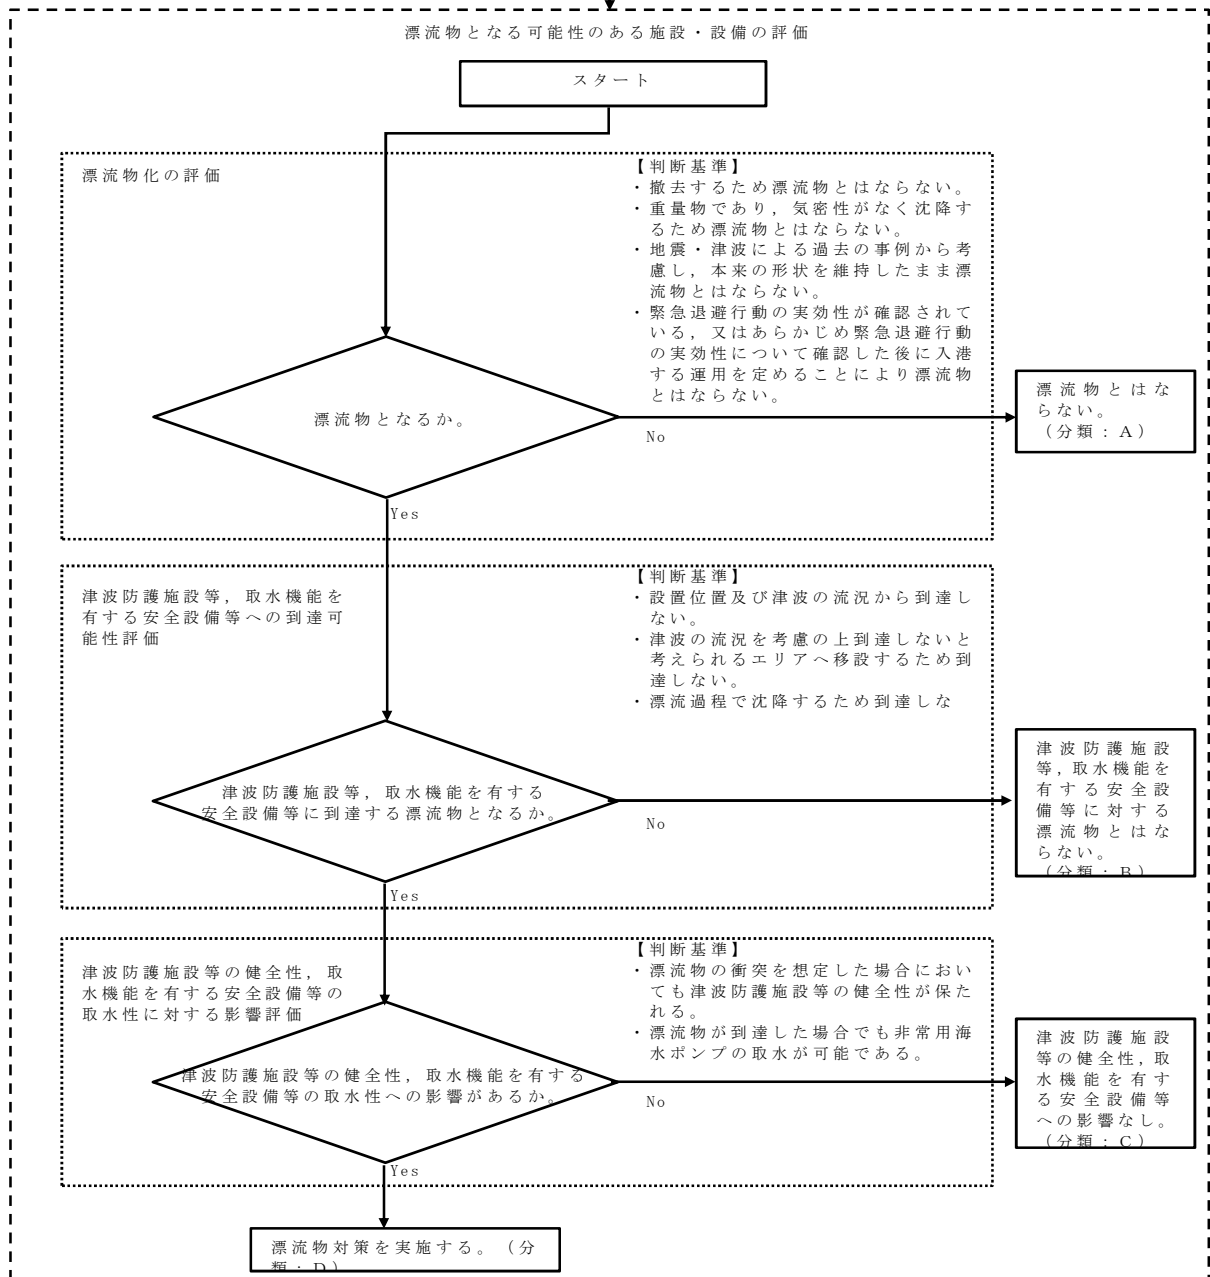 漂流物となる可能性のある施設・設備の評価
スタート
漂流物化の評価
【判断基準】
・撤去するため漂流物とはならない。
・重量物であり，気密性がなく沈降す
るため漂流物とはならない。
・地震・津波による過去の事例から考
慮し，本来の形状を維持したまま漂
流物とはならない。
・緊急退避行動の実効性が確認されて
いる，又はあらかじめ緊急退避行動
の実効性について確認した後に入港
する運用を定めることにより漂流物
とはならない。
漂流物となるか。
No
漂流物とはな
らない。
（分類：A）
Yes
津波防護施設等，取水機能を
有する安全設備等への到達可
能性評価
【判断基準】
・設置位置及び津波の流況から到達し
ない。
・津波の流況を考慮の上到達しないと
考えられるエリアへ移設するため到
達しない。
・漂流過程で沈降するため到達しな
津波防護施設等，取水機能を有する
安全設備等に到達する漂流物となるか。
No
津波防護施設
等，取水機能を
有する安全設
備等に対する
漂流物とはな
らない。
（分類：B）
Yes
津波防護施設等の健全性，取
水機能を有する安全設備等の
取水性に対する影響評価
【判断基準】
・漂流物の衝突を想定した場合におい
ても津波防護施設等の健全性が保た
れる。
・漂流物が到達した場合でも非常用海
水ポンプの取水が可能である。
津波防護施設等の健全性，取水機能を有する
安全設備等の取水性への影響があるか。
No
津波防護施設
等の健全性，取
水機能を有す
る安全設備等
への影響なし。
（分類：C）
Yes
漂流物対策を実施する。（分
類：D）